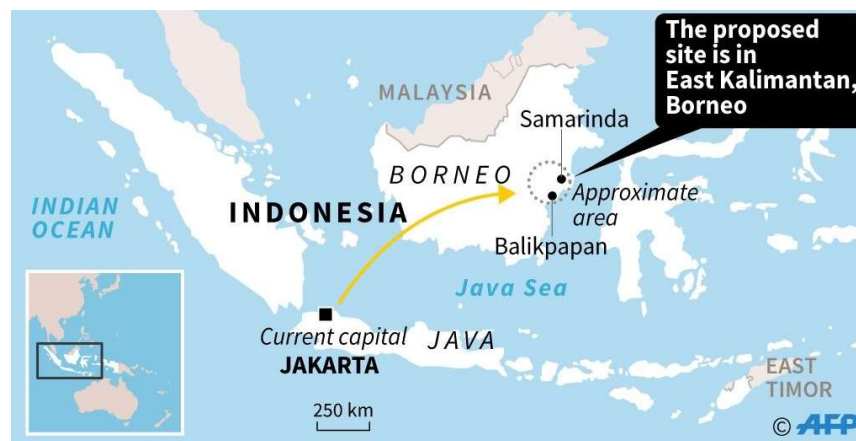 The proposed
site is in
East Kalimantan,
Borneo
MALAYSIA
Samarinda
BORNEO
Approximate
area
INDIAN
OCEAN
INDONESIA
Balikpapan
Java Sea
Current capital
JAKARTA
JAVA
EAST
TIMOR
250 km
© AFP